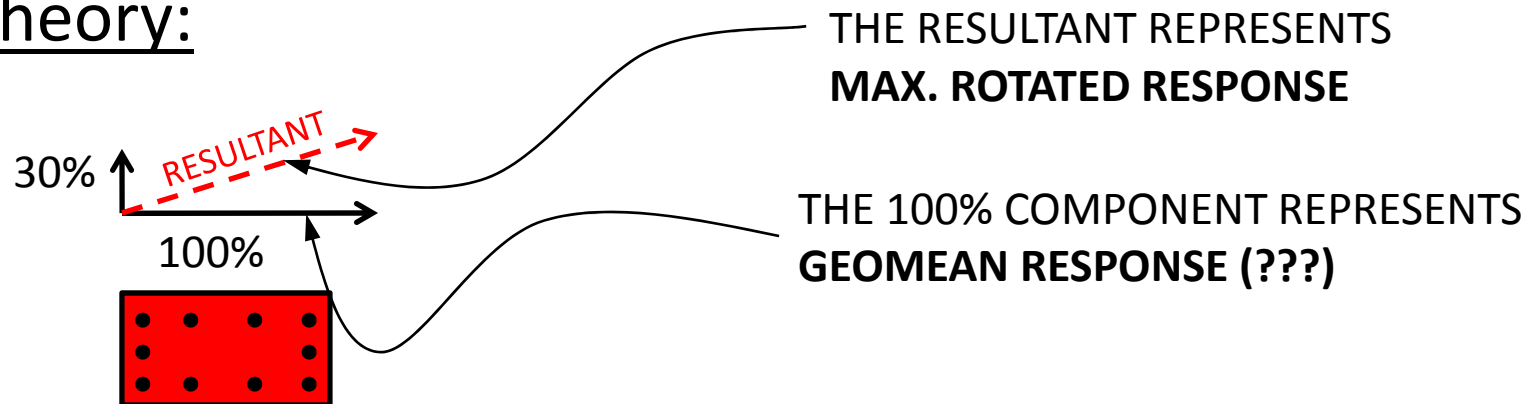 heory:
THE RESULTANT REPRESENTS
MAX. ROTATED RESPONSE
RESULTANT
30%
100%
THE 100% COMPONENT REPRESENTS
GEOMEAN RESPONSE (???)